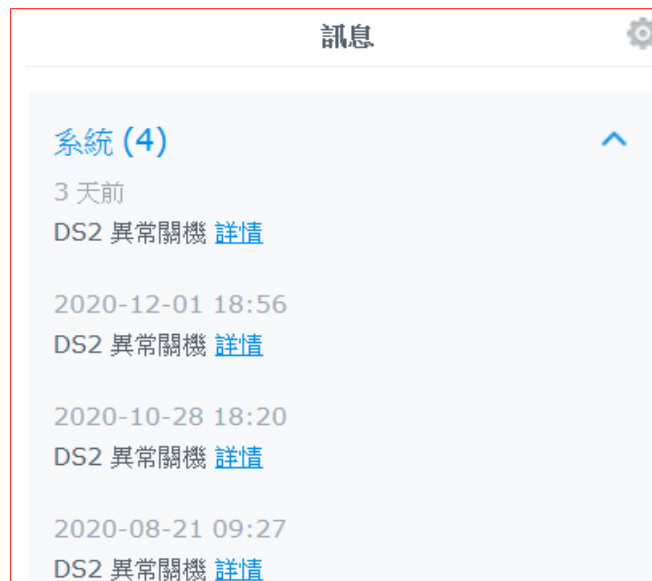 訊息
系統 (4)
3 天前
DS2 異常關機 詳情
2020-12-01 18:56
DS2 異常關機 詳情
2020-10-28 18:20
DS2 異常關機 詳情
2020-08-21 09:27
DS2 異常關機 詳情